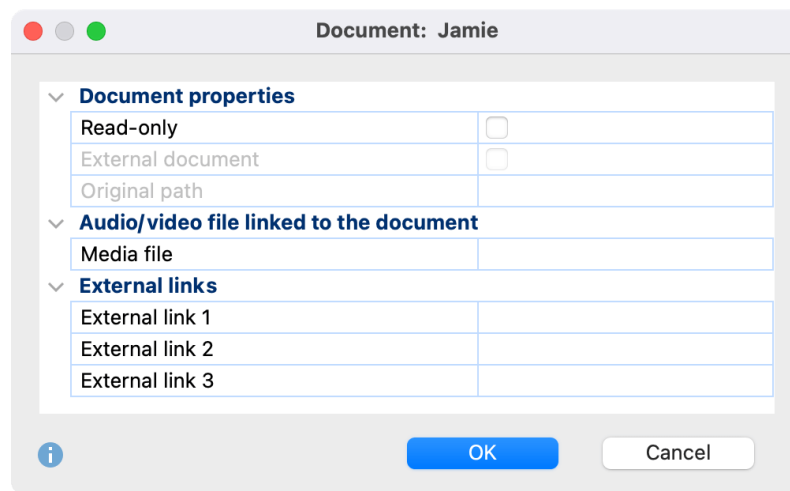 Document: Jamie
Document properties
Read-only
External document
Original path
Audio/video file linked to the document
Media file
External links
External link 1
External link 2
External link 3
i
OK Cancel